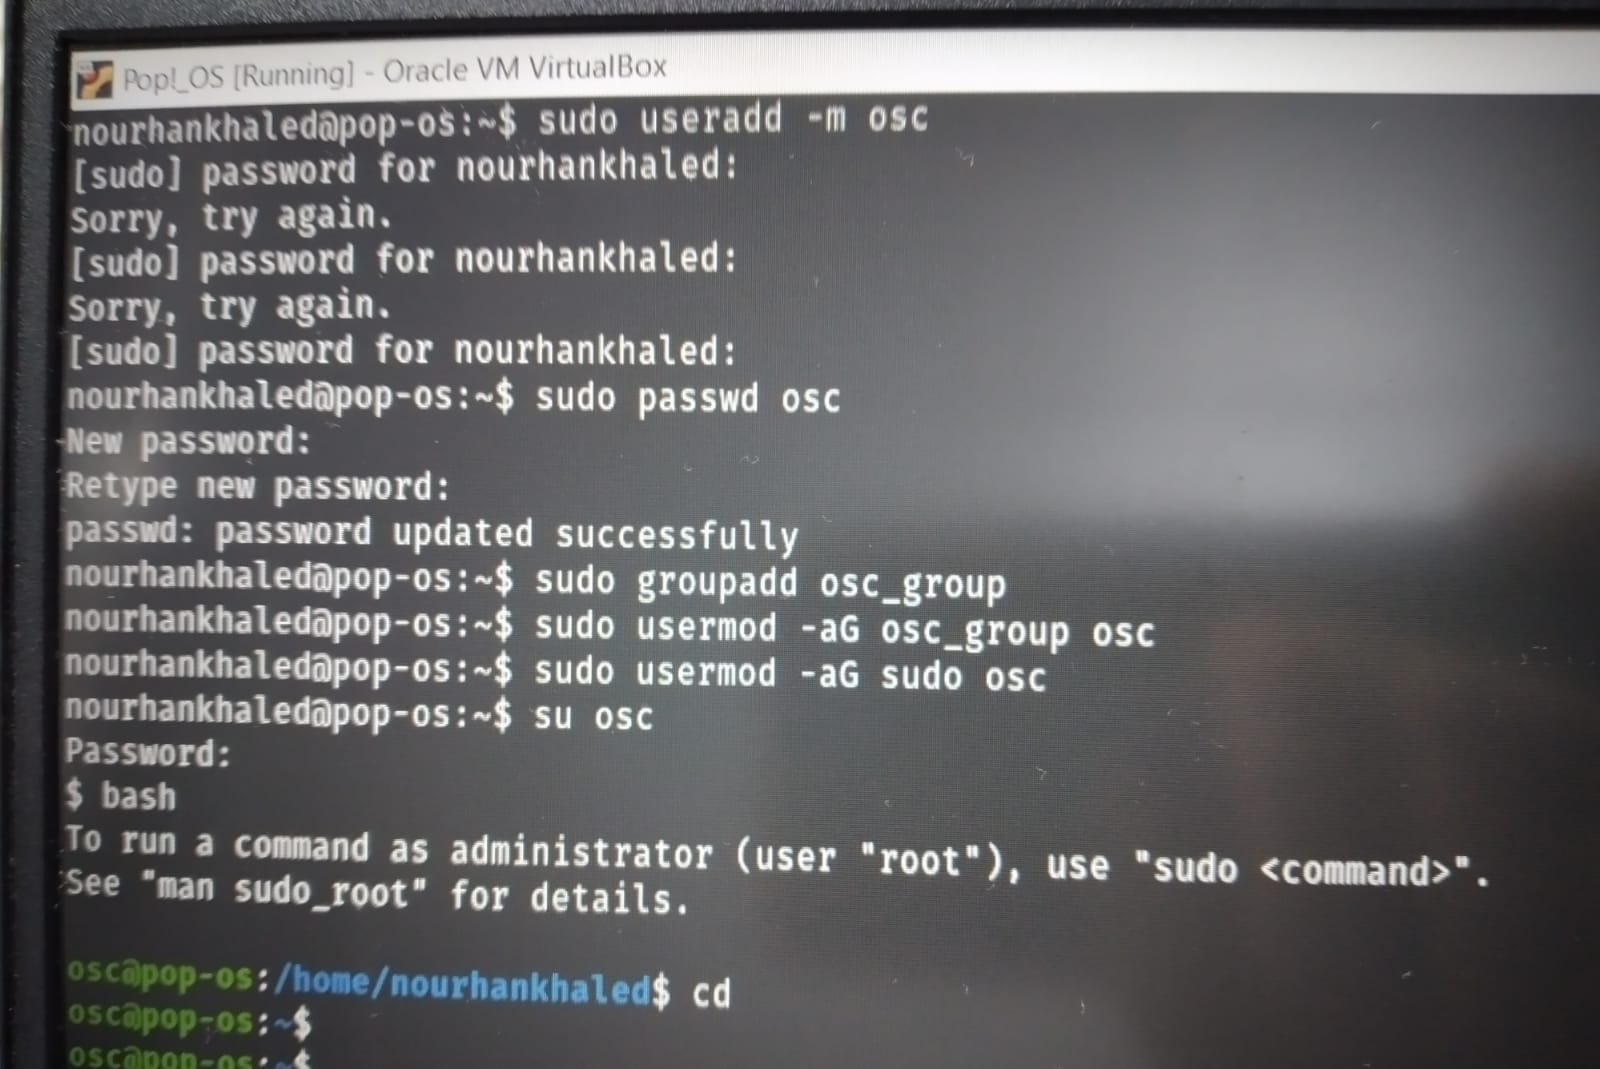 Pop!_OS [Running] - Oracle VM VirtualBox
nourhankhaled@pop-os:~$ sudo useradd -m osc
[sudo] password for nourhankhaled:
Sorry, try again.
[sudo] password for nourhankhaled:
Sorry, try again.
[sudo] password for nourhankhaled:
nourhankhaled@pop-os:~$ sudo passwd osc
New password:
Retype new password:
passwd: password updated successfully
nourhankhaled@pop-os:~$ sudo groupadd osc_group
nourhankhaled@pop-os:~$ sudo usermod -aG osc_group osc
nourhankhaled@pop-os:~$ sudo usermod -aG sudo osc
nourhankhaled@pop-os:~$ su osc
Password:
$ bash
To run a command as administrator (user "root"), use "sudo <command>".
See "man sudo_root" for details.
osc@pop-os:/home/nourhankhaled$ cd
osc@pop-os:~$
osc@pop-os:~$